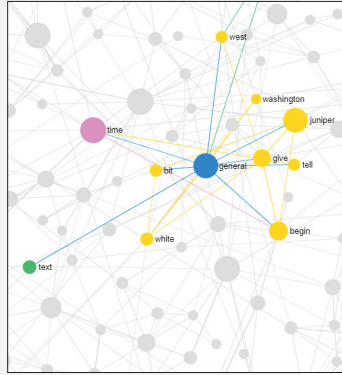 west
washington
juniper
time
give
general
tell
bit
begin
white
text